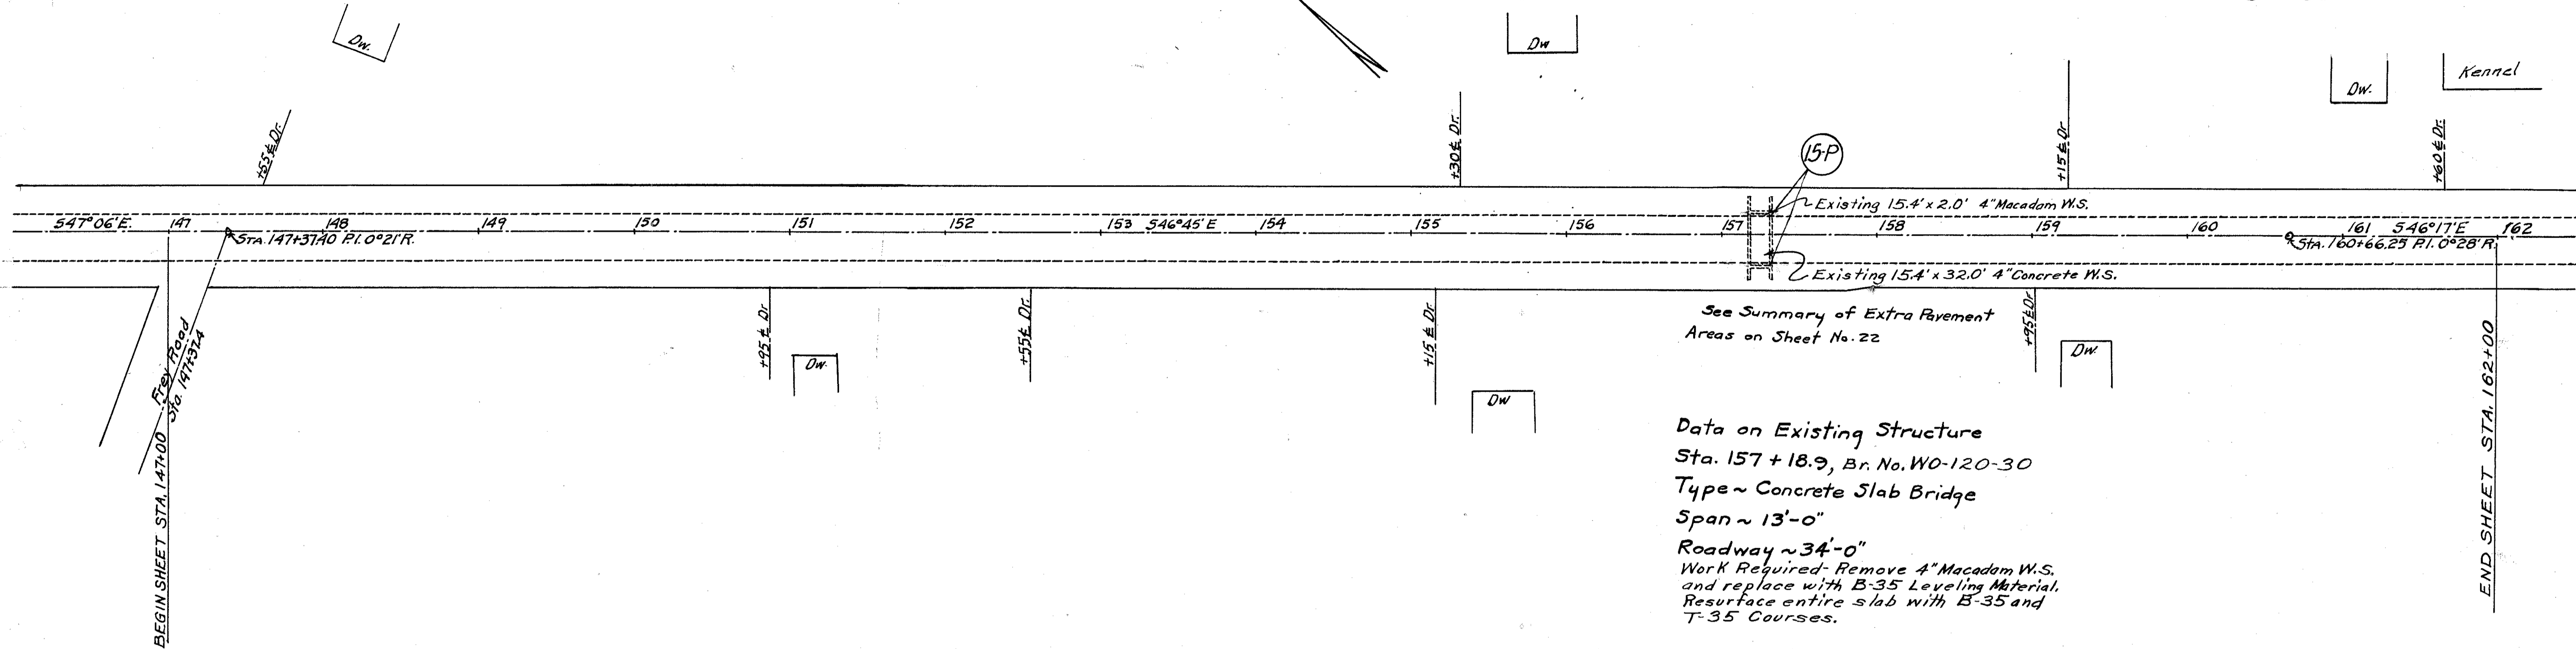 Dw.
Dw
Dw.
Kennel
+55 ℄ Dr.
+30 ℄ Dr.
+15 ℄ Dr
+60 ℄ Dr.
15-P
Existing 15.4' x 2.0' 4" Macadam W.S.
S47°06'E. 147 148 149 150 151 152 153 S46°45'E 154 155 156 157 158 159 160 161 S46°17'E 162
STA. 147+37.40 P.I. 0°21'R.
STA. 160+66.25 P.I. 0°28'R.
Existing 15.4' x 32.0' 4" Concrete W.S.
Frey Road
Sta. 147+37.4
+95 ℄ Dr
+55 ℄ Dr.
+15 ℄ Dr
+95 ℄ Dr
Dw.
Dw
Dw.
See Summary of Extra Pavement
Areas on Sheet No. 22
BEGIN SHEET STA. 147+00
END SHEET STA. 162+00
Data on Existing Structure
Sta. 157 + 18.9, Br. No. WO-120-30
Type ~ Concrete Slab Bridge
Span ~ 13'-0"
Roadway ~ 34'-0"
Work Required- Remove 4" Macadam W.S.
and replace with B-35 Leveling Material.
Resurface entire slab with B-35 and
T-35 Courses.